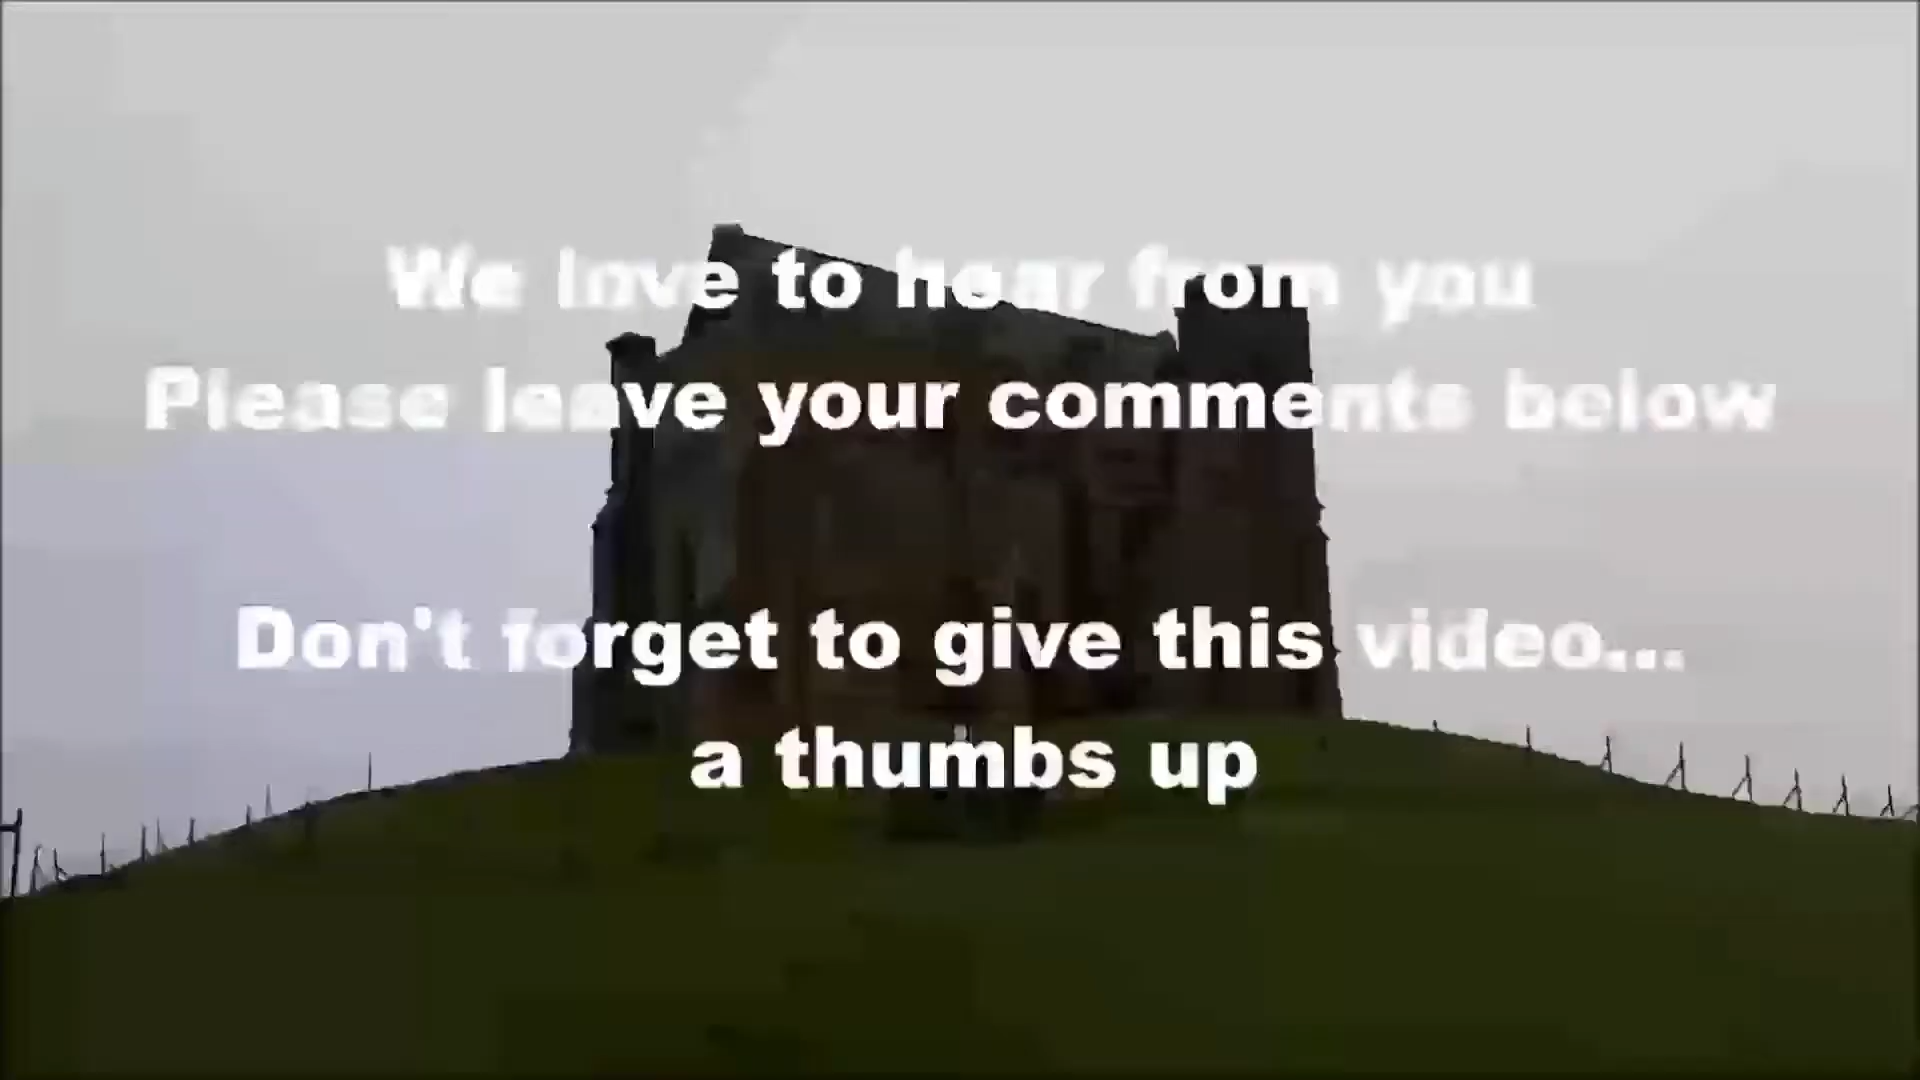 We love to hear from you
Please leave your comments below
Don't forget to give this video...
a thumbs up